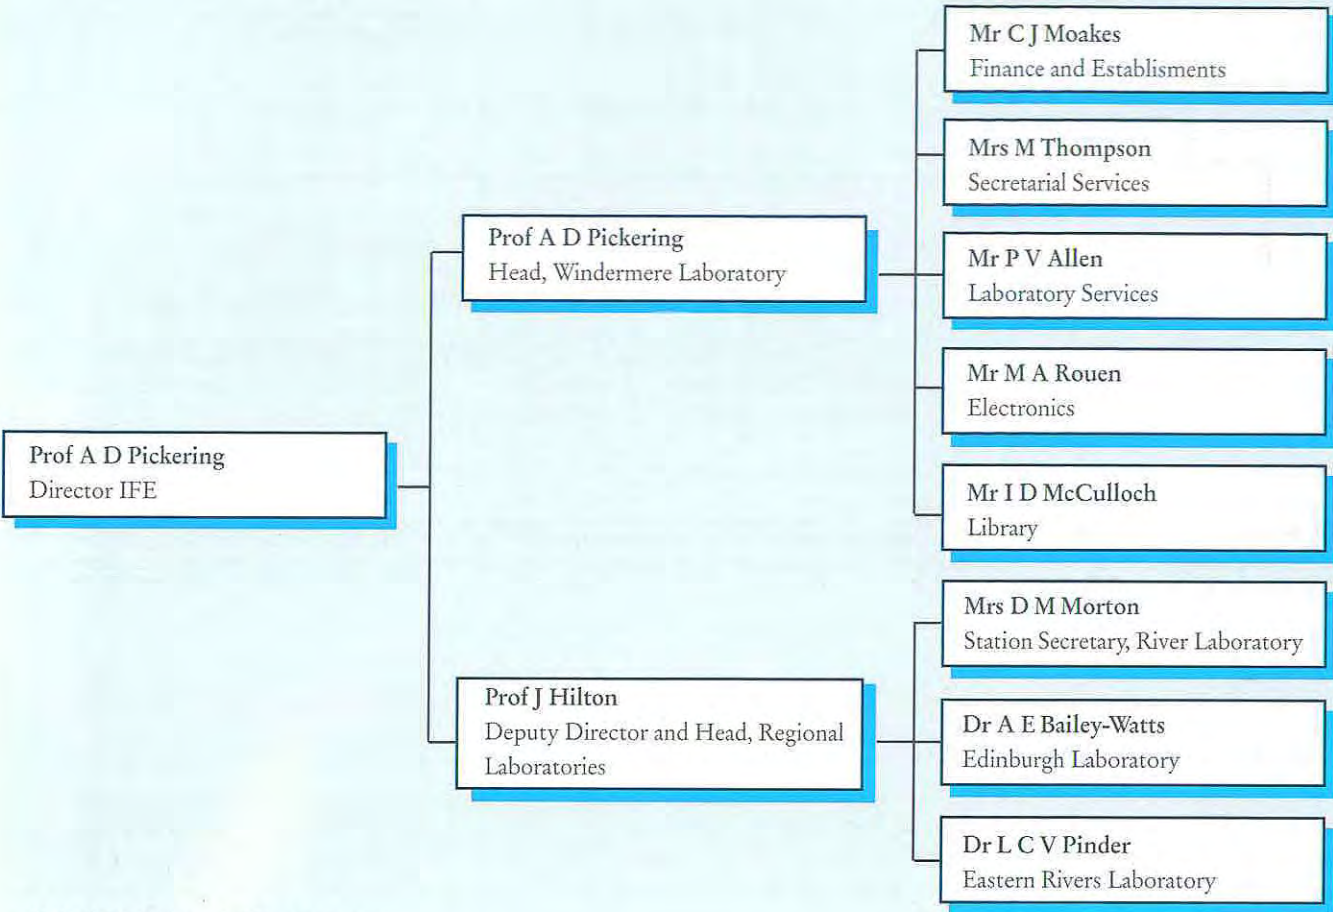 Prof A D Pickering
Director IFE
Prof A D Pickering
Head, Windermere Laboratory
Mr C J Moakes
Finance and Establisments
Mrs M Thompson
Secretarial Services
Mr P V Allen
Laboratory Services
Mr M A Rouen
Electronics
Mr I D McCulloch
Library
Prof J Hilton
Deputy Director and Head, Regional
Laboratories
Mrs D M Morton
Station Secretary, River Laboratory
Dr A E Bailey-Watts
Edinburgh Laboratory
Dr L C V Pinder
Eastern Rivers Laboratory